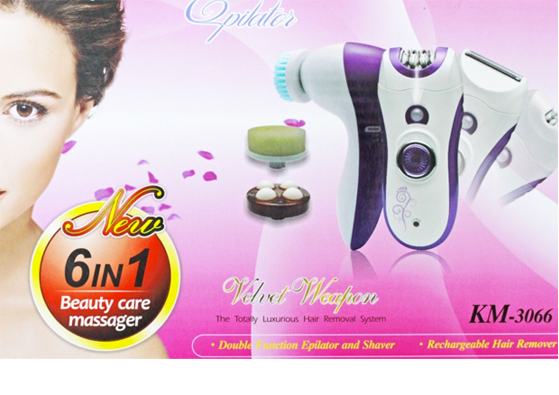 Epilator
New
6 IN 1
Beauty care
massager
Velvet Weapon
The Totally Luxurious Hair Removal System
KM-3066
• Double Function Epilator and Shaver • Rechargeable Hair Remover